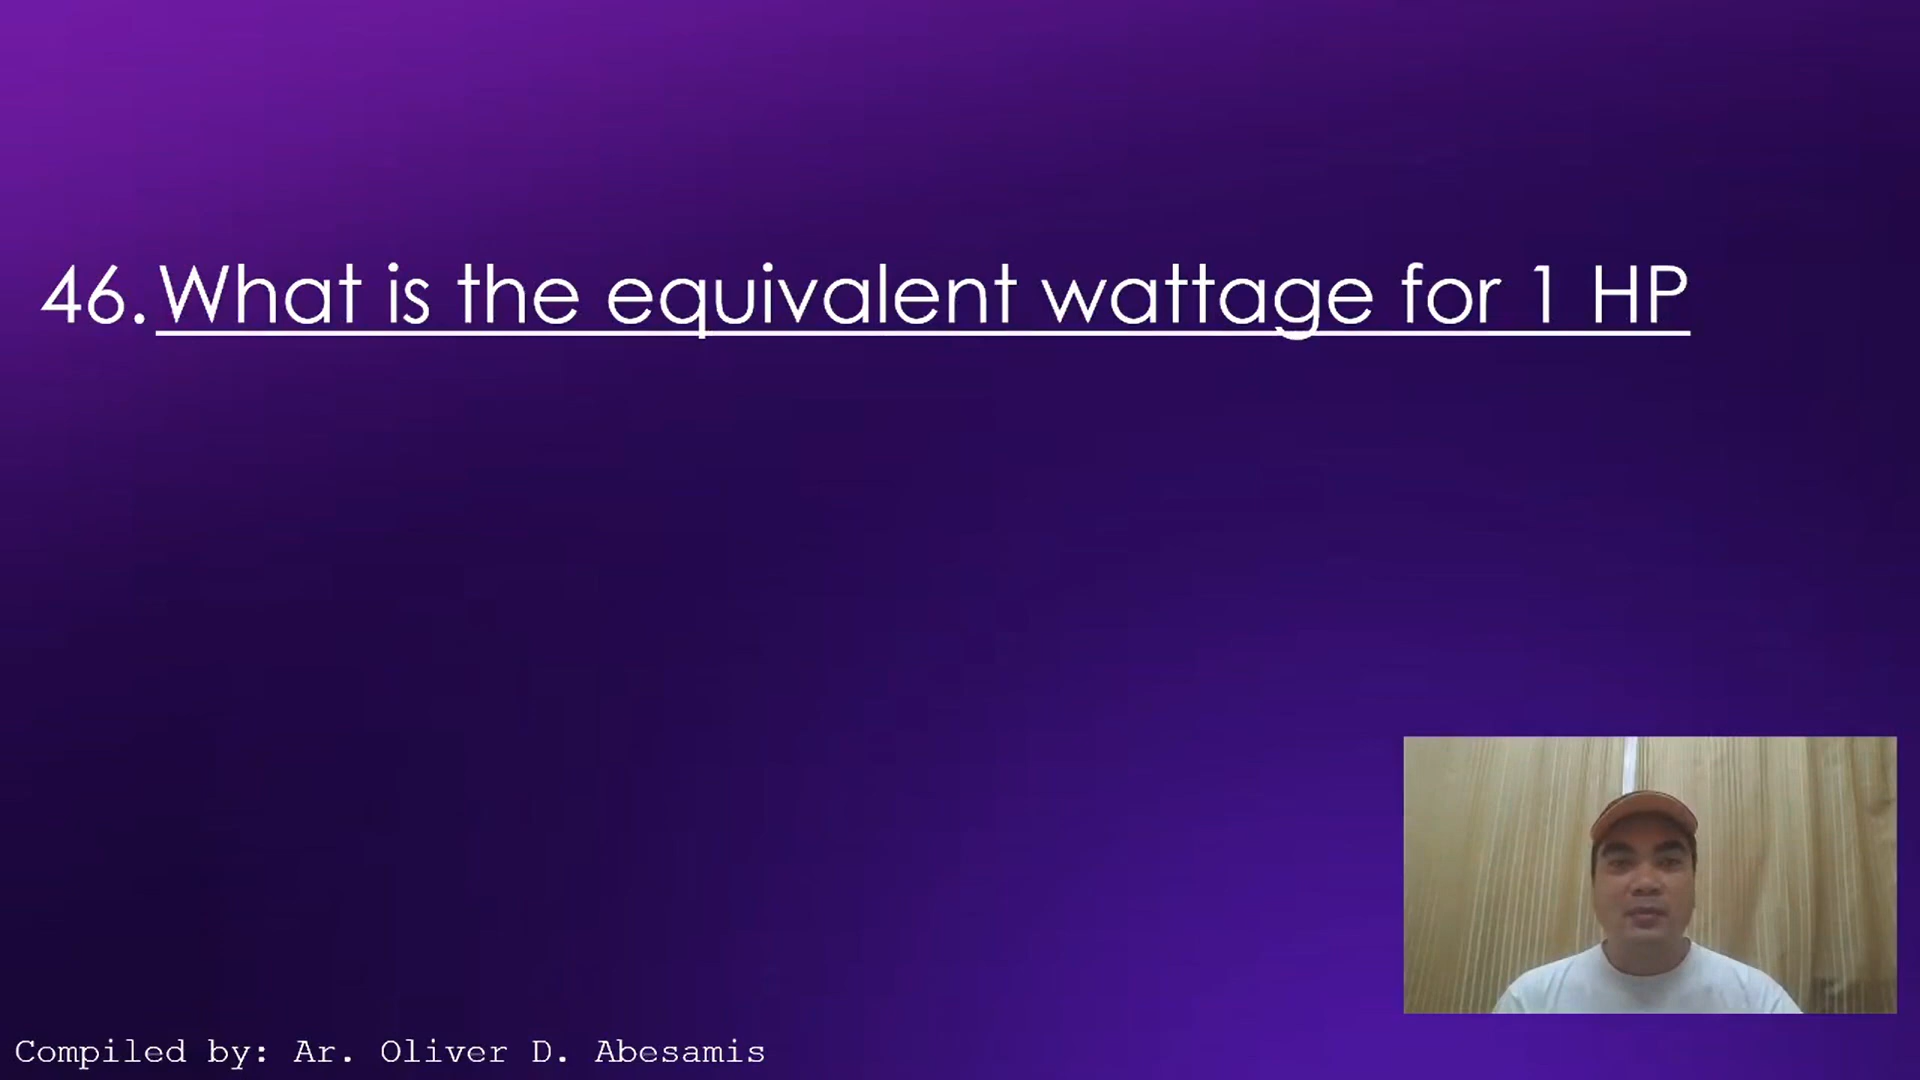 46. What is the equivalent wattage for 1 HP
Compiled by: Ar. Oliver D. Abesamis